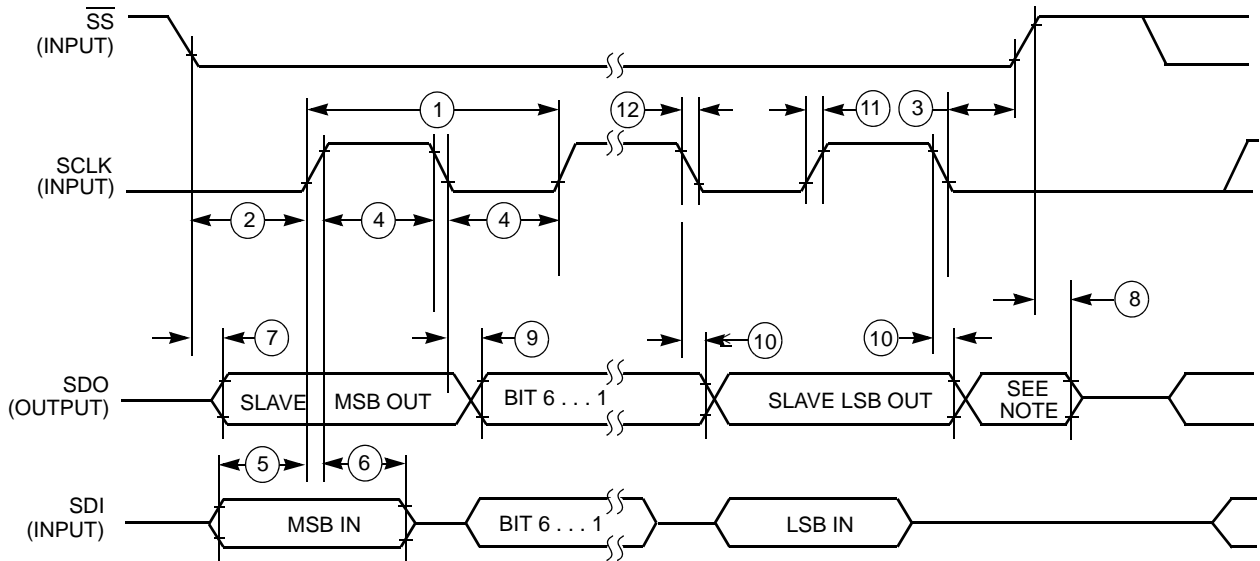 SS
(INPUT)
1
12
11
3
SCLK
(INPUT)
2
4
4
7
9
10
10
8
SDO
(OUTPUT)
SLAVE MSB OUT
BIT 6 . . . 1
SLAVE LSB OUT
SEE
NOTE
5
6
SDI
(INPUT)
MSB IN
BIT 6 . . . 1
LSB IN